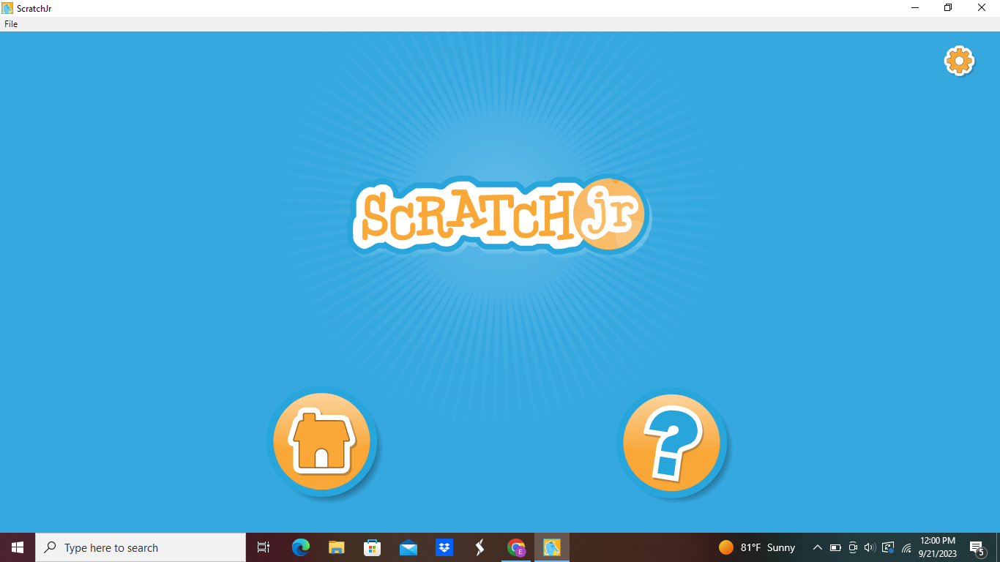 ScratchJr
File
SCRATCH jr
?
Type here to search
E
81°F Sunny
12:00 PM
9/21/2023
5